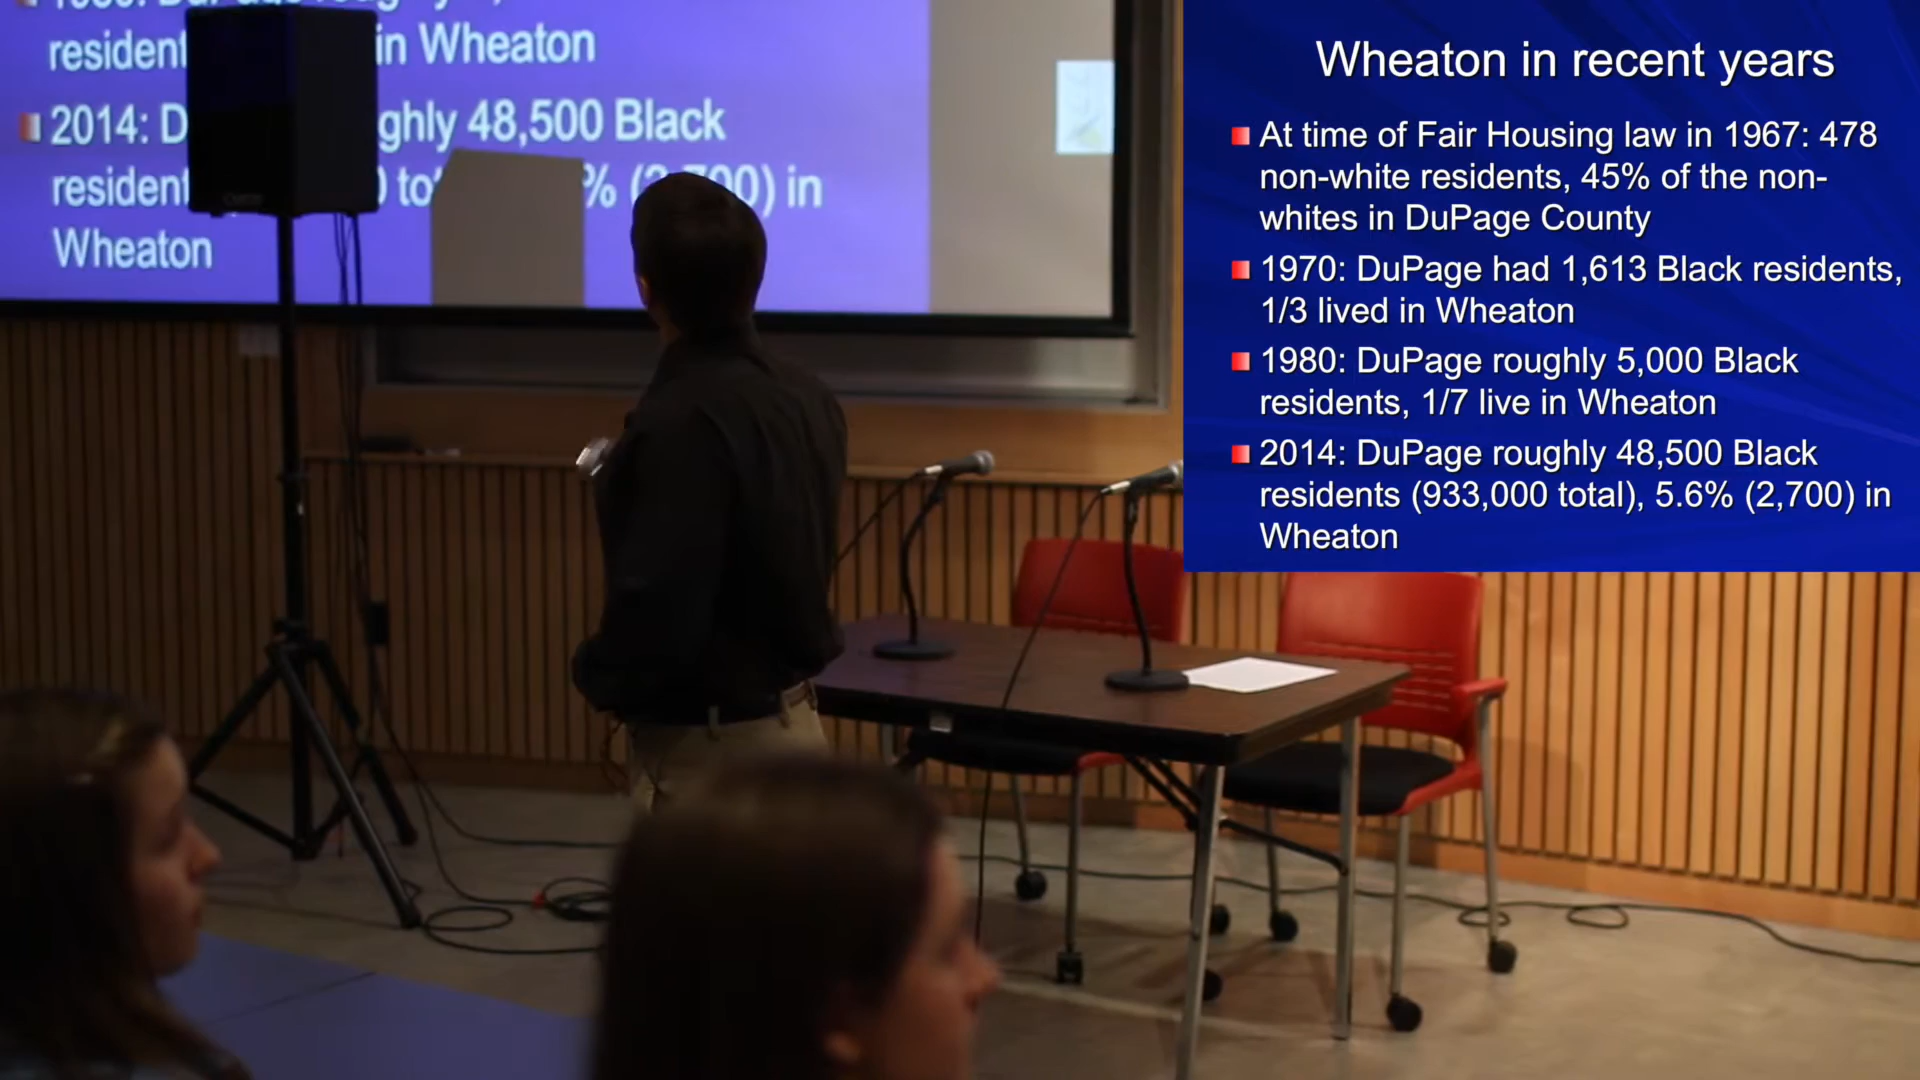 resident in Wheaton
2014: D ghly 48,500 Black
resident to % (2,700) in
Wheaton
Wheaton in recent years
At time of Fair Housing law in 1967: 478
non-white residents, 45% of the non-
whites in DuPage County
1970: DuPage had 1,613 Black residents,
1/3 lived in Wheaton
1980: DuPage roughly 5,000 Black
residents, 1/7 live in Wheaton
2014: DuPage roughly 48,500 Black
residents (933,000 total), 5.6% (2,700) in
Wheaton